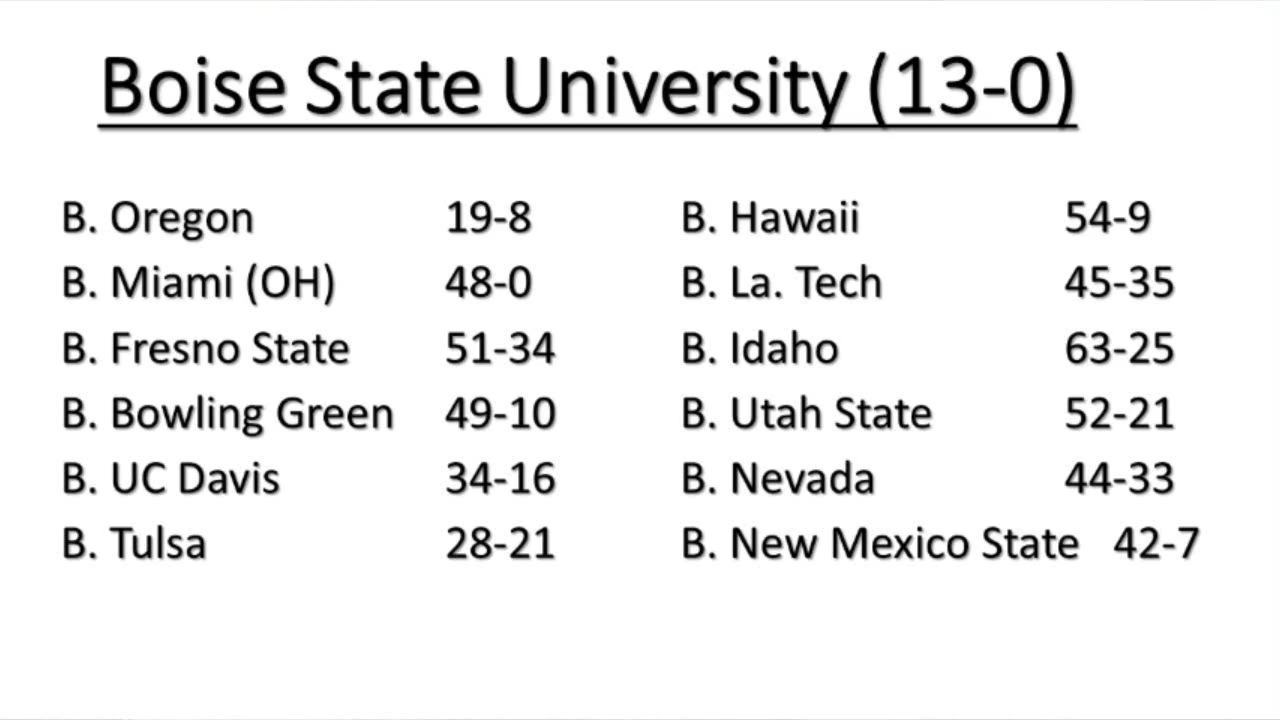 Boise State University (13-0)
B. Oregon 19-8
B. Miami (OH) 48-0
B. Fresno State 51-34
B. Bowling Green 49-10
B. UC Davis 34-16
B. Tulsa 28-21
B. Hawaii 54-9
B. La. Tech 45-35
B. Idaho 63-25
B. Utah State 52-21
B. Nevada 44-33
B. New Mexico State 42-7